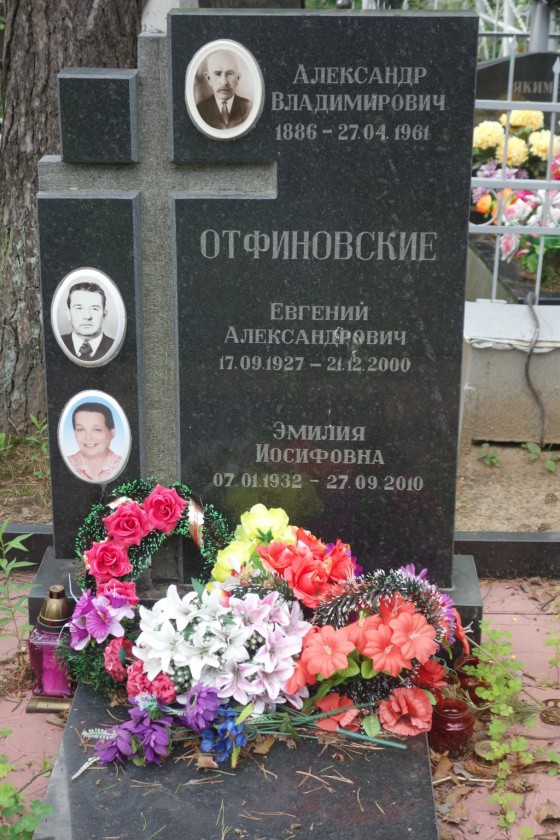 АЛЕКСАНДР
ВЛАДИМИРОВИЧ
1886 – 27.04.1961
ОТФИНОВСКИЕ
ЕВГЕНИЙ
АЛЕКСАНДРОВИЧ
17.09.1927 – 21.12.2000
ЭМИЛИЯ
ИОСИФОВНА
07.01.1932 – 27.09.2010